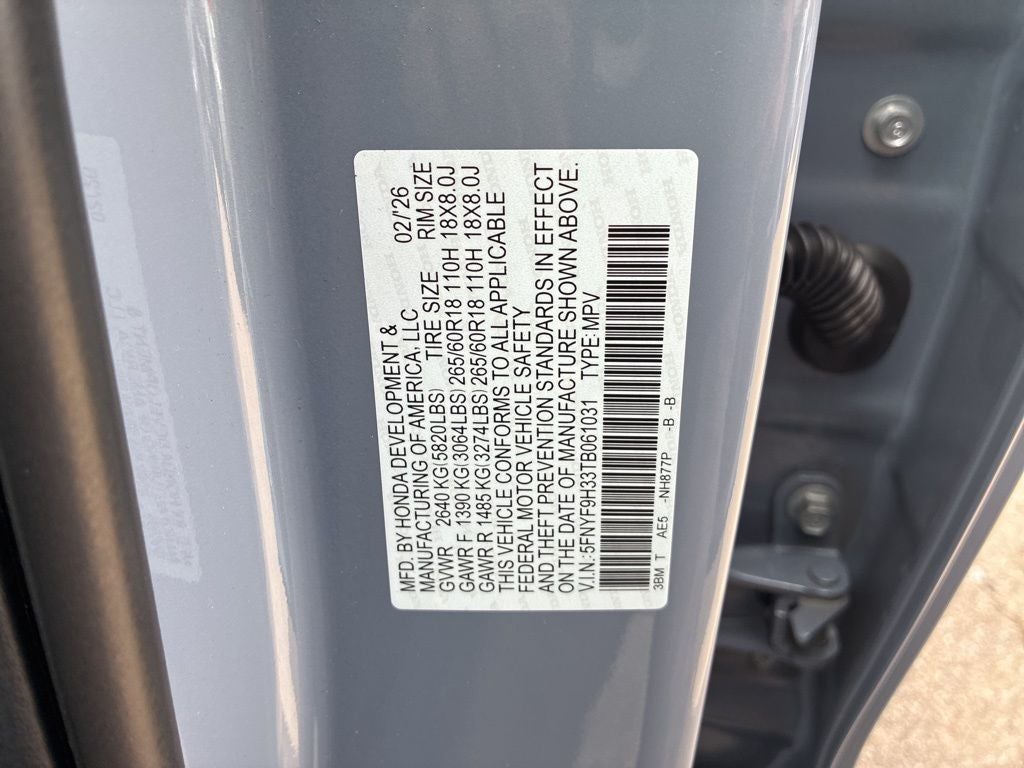 MFD. BY HONDA DEVELOPMENT &
MANUFACTURING OF AMERICA, LLC 02/'26
GVWR 2640 KG(5820LBS) TIRE SIZE RIM SIZE
GAWR F 1390 KG(3064LBS) 265/60R18 110H 18X8.0J
GAWR R 1485 KG(3274LBS) 265/60R18 110H 18X8.0J
THIS VEHICLE CONFORMS TO ALL APPLICABLE
FEDERAL MOTOR VEHICLE SAFETY
AND THEFT PREVENTION STANDARDS IN EFFECT
ON THE DATE OF MANUFACTURE SHOWN ABOVE.
V.I.N.:5FNYF9H33TB061031 TYPE:MPV
3BM T AE5 -NH877P -B -B